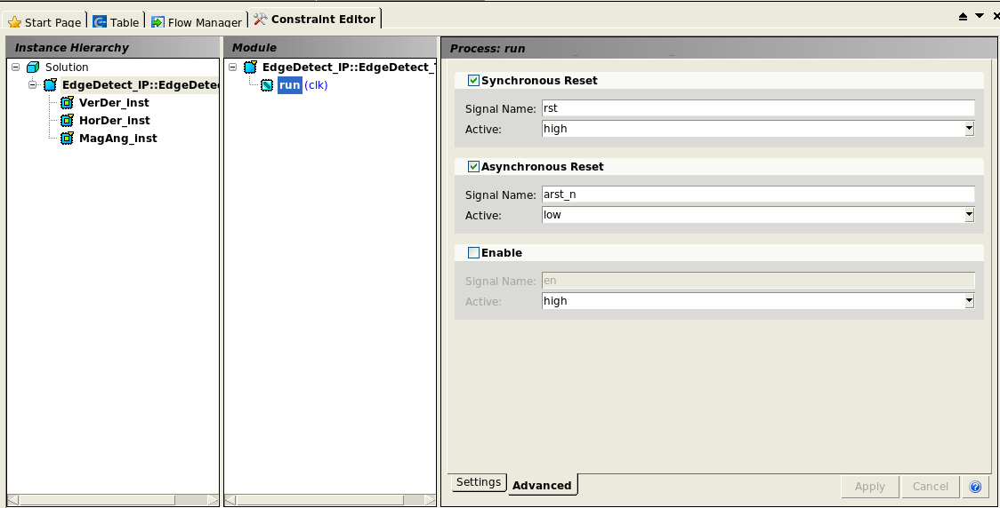 Start Page
Table
Flow Manager
Constraint Editor
Instance Hierarchy
Solution
EdgeDetect_IP::EdgeDete
VerDer_inst
HorDer_inst
MagAng_inst
Module
EdgeDetect_IP::EdgeDetect_
run (clk)
Process: run
Synchronous Reset
Signal Name: rst
Active: high
Asynchronous Reset
Signal Name: arst_n
Active: low
Enable
Signal Name: en
Active: high
Settings
Advanced
Apply
Cancel